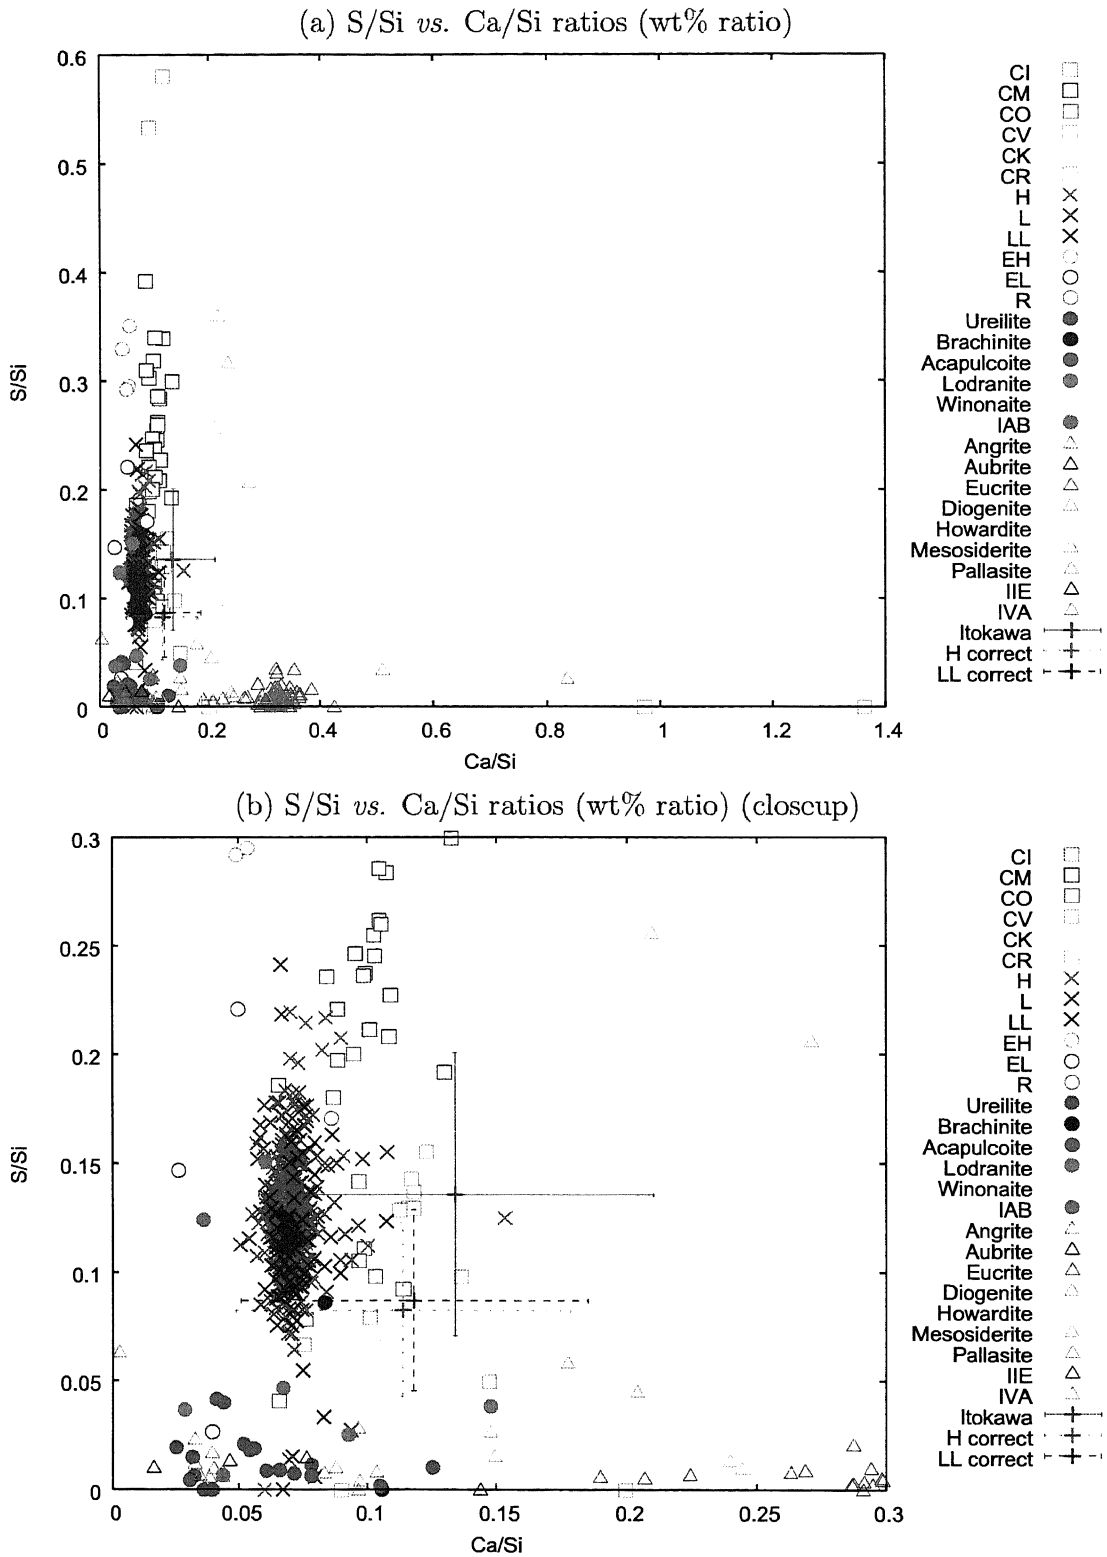 (a) S/Si vs. Ca/Si ratios (wt% ratio)
0.6
0.5
0.4
0.3
0.2
0.1
0
S/Si
0
0.2
0.4
0.6
0.8
1
1.2
1.4
Ca/Si
CI
CM
CO
CV
CK
CR
H
L
LL
EH
EL
R
Ureilite
Brachinite
Acapulcoite
Lodranite
Winonaite
IAB
Angrite
Aubrite
Eucrite
Diogenite
Howardite
Mesosiderite
Pallasite
IIE
IVA
Itokawa
H correct
LL correct
(b) S/Si vs. Ca/Si ratios (wt% ratio) (closcup)
0.3
0.25
0.2
0.15
0.1
0.05
0
S/Si
0
0.05
0.1
0.15
0.2
0.25
0.3
Ca/Si
CI
CM
CO
CV
CK
CR
H
L
LL
EH
EL
R
Ureilite
Brachinite
Acapulcoite
Lodranite
Winonaite
IAB
Angrite
Aubrite
Eucrite
Diogenite
Howardite
Mesosiderite
Pallasite
IIE
IVA
Itokawa
H correct
LL correct